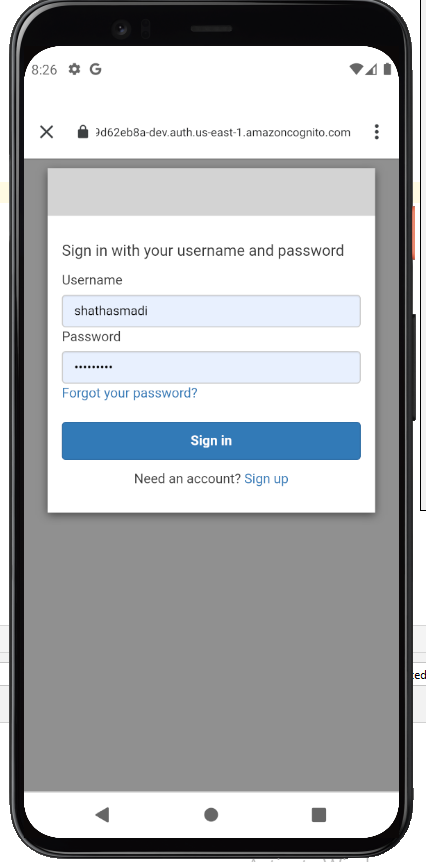 8:26 G
9d62eb8a-dev.auth.us-east-1.amazoncognito.com
Sign in with your username and password
Username
shathasmadi
Password
•••••••••
Forgot your password?
Sign in
Need an account? Sign up